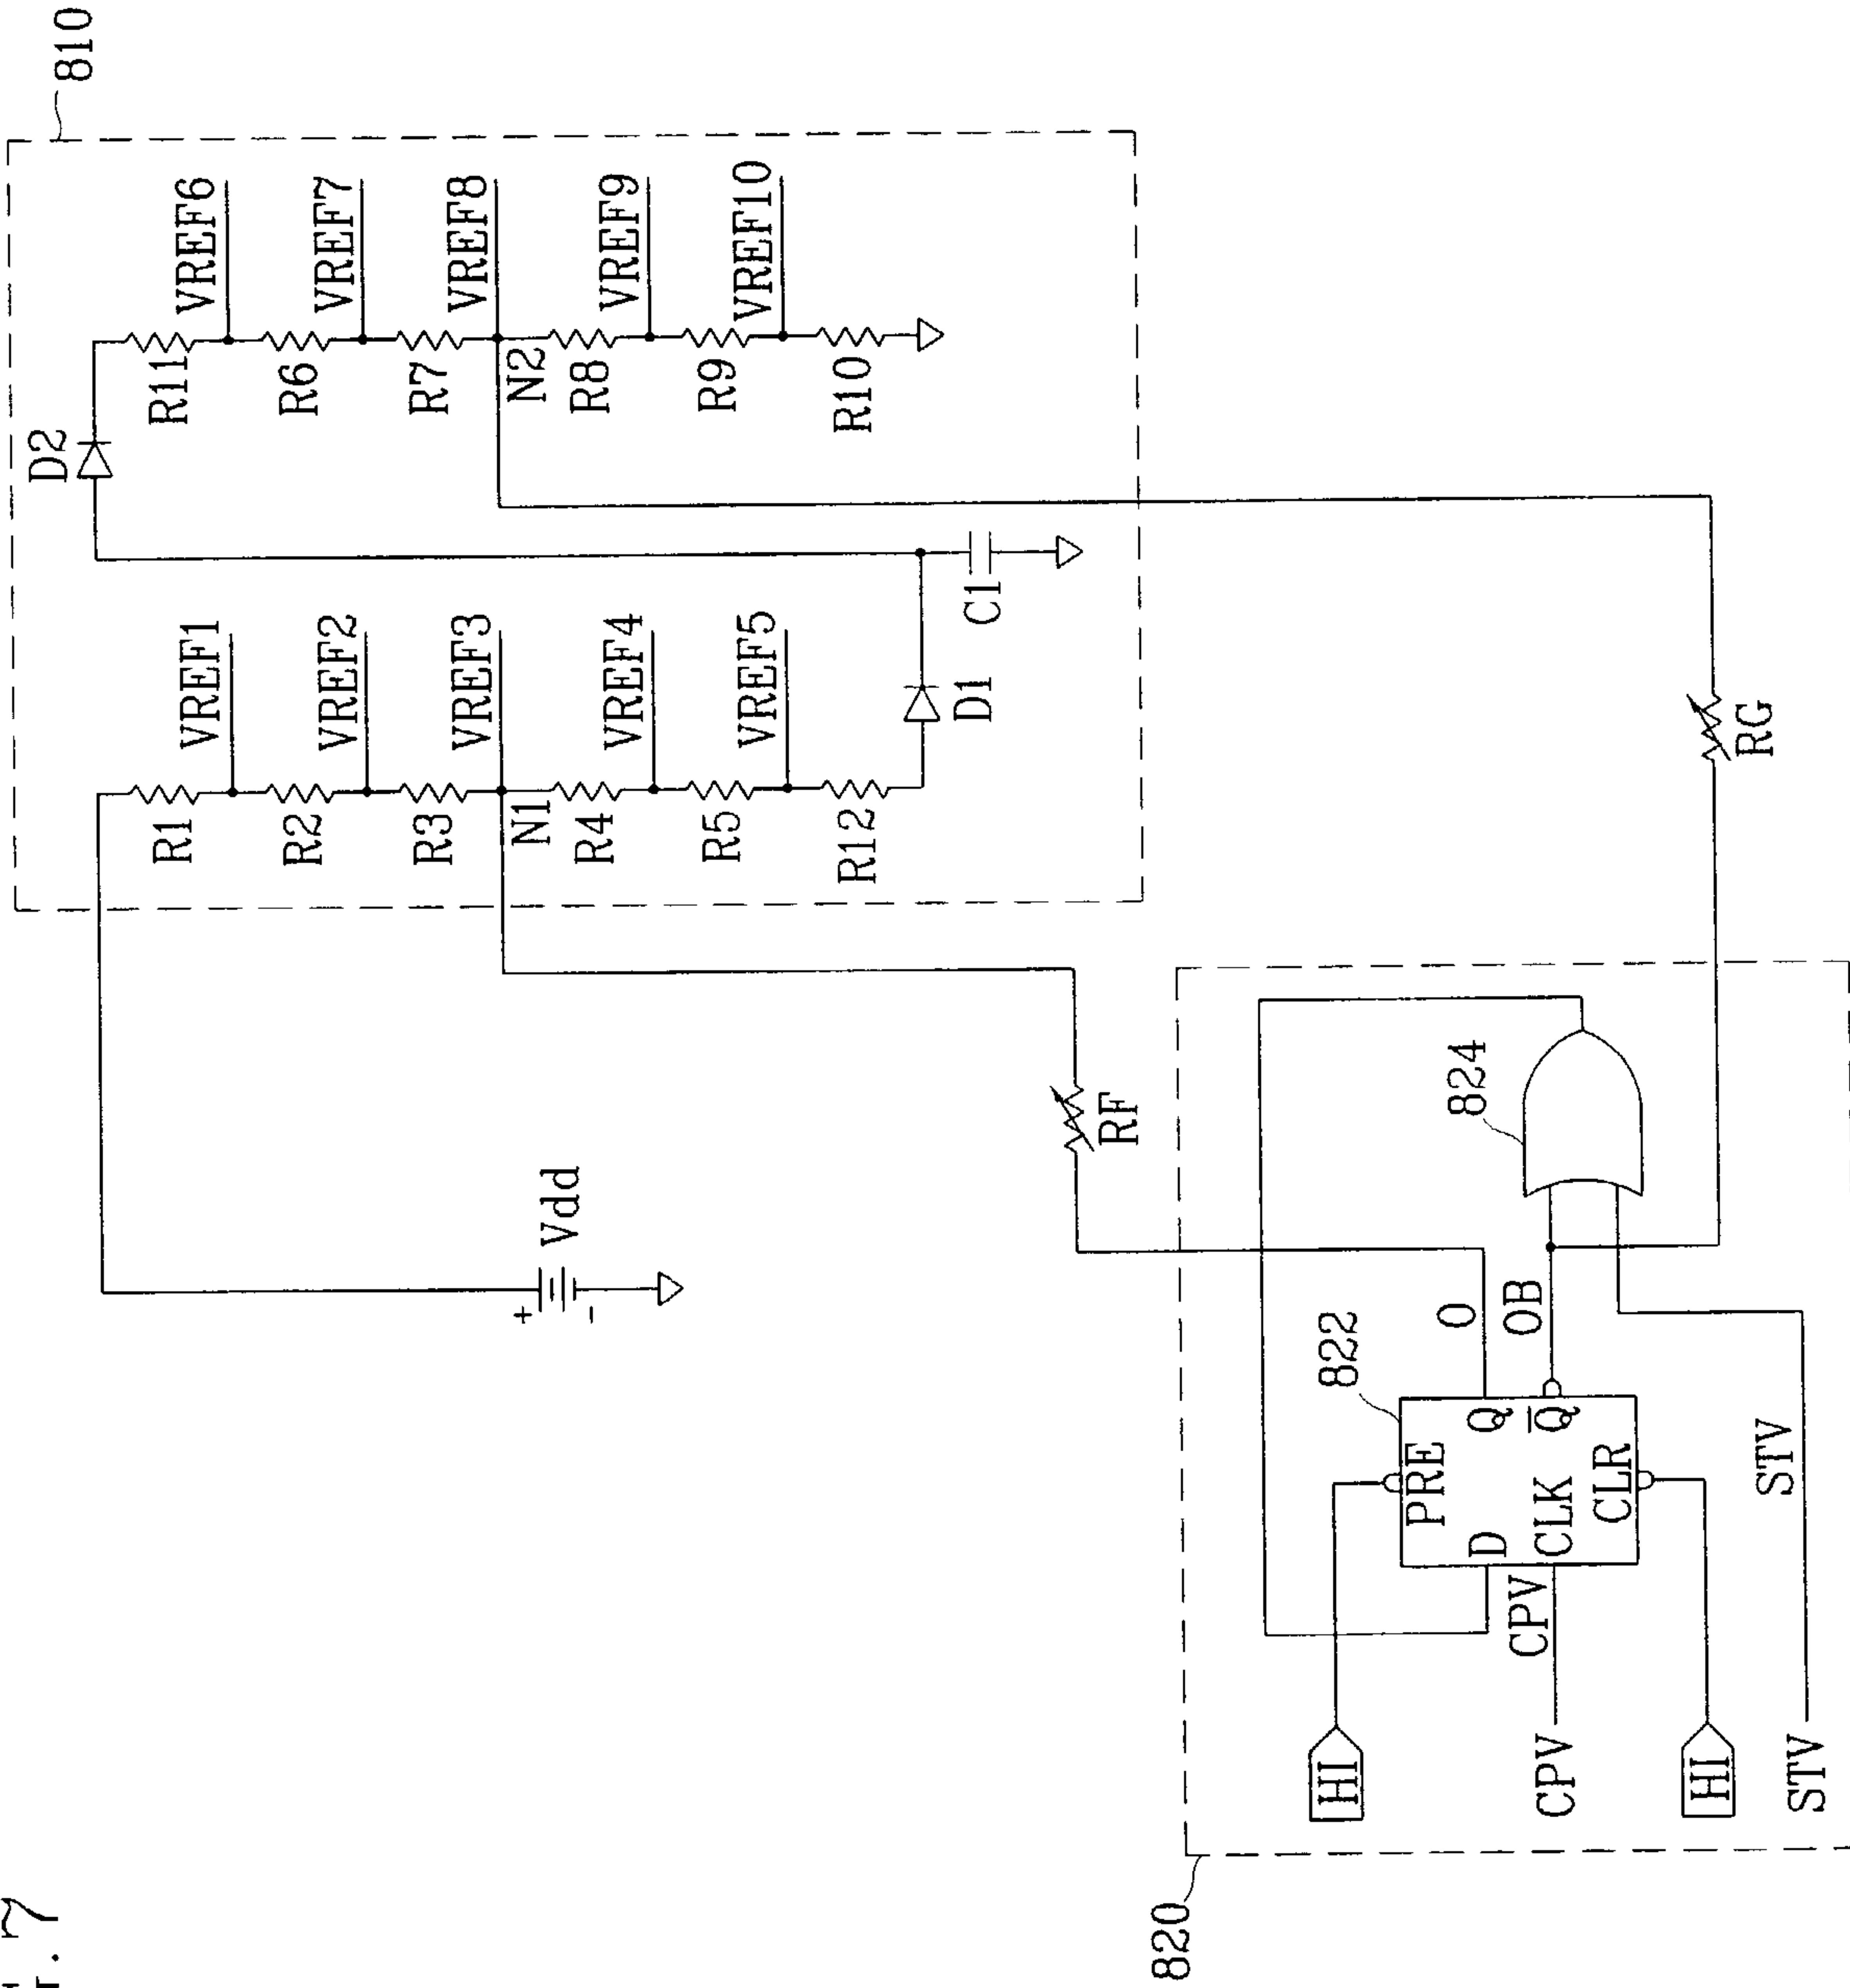 810
D2
R11
VREF6
R6
VREF7
R7
VREF8
N2
R8
VREF9
R9
VREF10
R10
R1
VREF1
R2
VREF2
R3
VREF3
N1
R4
VREF4
R5
VREF5
R12
D1
C1
+
Vdd
-
RF
RG
820
822
824
HI
PRE
D
Q
O
CPV
CPV
CLK
Q
OB
CLR
HI
STV
STV
.7